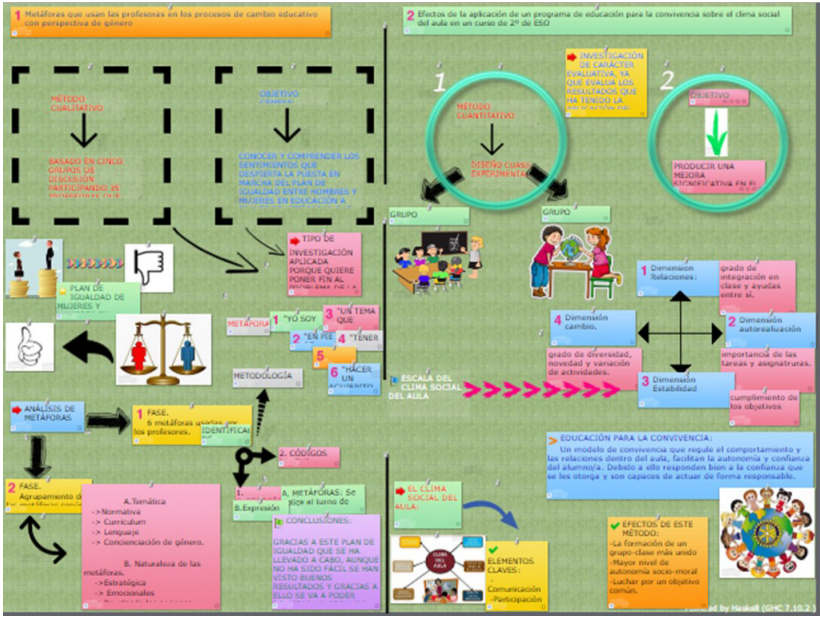 1 Metáforas que usan las profesoras en los procesos de cambio educativo
con perspectiva de género
2 Efectos de la aplicación de un programa de educación para la convivencia sobre el clima social
del aula en un curso de 2º de ESO
MÉTODO
CUALITATIVO
BASADO EN CINCO
GRUPOS DE
DISCUSIÓN
PARTICIPANDO 35
OBJETIVO
CONOCER Y COMPRENDER LOS
SENTIMIENTOS QUE
DESPIERTA LA PUESTA EN
MARCHA DEL PLAN DE
IGUALDAD ENTRE HOMBRES Y
MUJERES EN EDUCACIÓN A
TIPO DE
INVESTIGACIÓN
APLICADA
PORQUE QUIERE
PONER FIN AL
PROBLEMA DE LA
PLAN DE
IGUALDAD DE
MUJERES Y
METÁFORA
1 "YO SOY
2 "EN PIE
3 "UN TEMA
QUE
4 "TENER
5
6 "HACER
UN
METODOLOGÍA
ANÁLISIS DE
METÁFORAS
1 FASE.
6 metáforas usadas por
los profesores.
IDENTIFICA
2. CÓDIGOS
1.
A. METÁFORAS: Se
B.Expresión
2 FASE.
Agrupamiento de
A.Temática
->Normativa
-> Curriculum
-> Lenguaje
-> Concienciación de género.
B. Naturaleza de las
metáforas.
->Estratégica
-> Emocionales
CONCLUSIONES:
GRACIAS A ESTE PLAN DE
IGUALDAD QUE SE HA
LLEVADO A CABO, AUNQUE
NO HA SIDO FÁCIL SE HAN
VISTO BUENOS
RESULTADOS Y GRACIAS A
ELLO SE VA A PODER
1
MÉTODO
CUANTITATIVO
DISEÑO CUASI
EXPERIMENTAL
INVESTIGACIÓN
DE CARÁCTER
EVALUATIVA, YA
QUE EVALUA LOS
RESULTADOS QUE
HA TENIDO LA
APLICACIÓN DEL
2
OBJETIVO
PRODUCIR UNA
MEJORA
SIGNIFICATIVA EN EL
GRUPO
GRUPO
1 Dimensión
Relaciones:
grado de
integración en
clase y ayudas
entre sí.
4 Dimensión
cambio.
2 Dimensión
autorealización
grado de diversidad,
novedad y variación
de actividades.
importancia de las
tareas y asignatruras.
3 Dimensión
Estabilidad
cumplimiento de
los objetivos
ESCALA DEL
CLIMA SOCIAL
DEL AULA
> EDUCACIÓN PARA LA CONVIVENCIA:
Un modelo de convivencia que regule el comportamiento y
las relaciones dentro del aula, facilitan la autonomía y confianza
del alumno/a. Debido a ello responden bien a la confianza que
se les otorga y son capaces de actuar de forma responsable.
EL CLIMA
SOCIAL DEL
AULA:
CLIMA
DEL
AULA
ELEMENTOS
CLAVES:
-
Comunicación
-Participación
EFECTOS DE ESTE
MÉTODO:
-La formación de un
grupo-clase más unido
-Mayor nivel de
autonomía socio-moral
-Luchar por un objetivo
común.
by Haskell (GHC 7.10.2 )